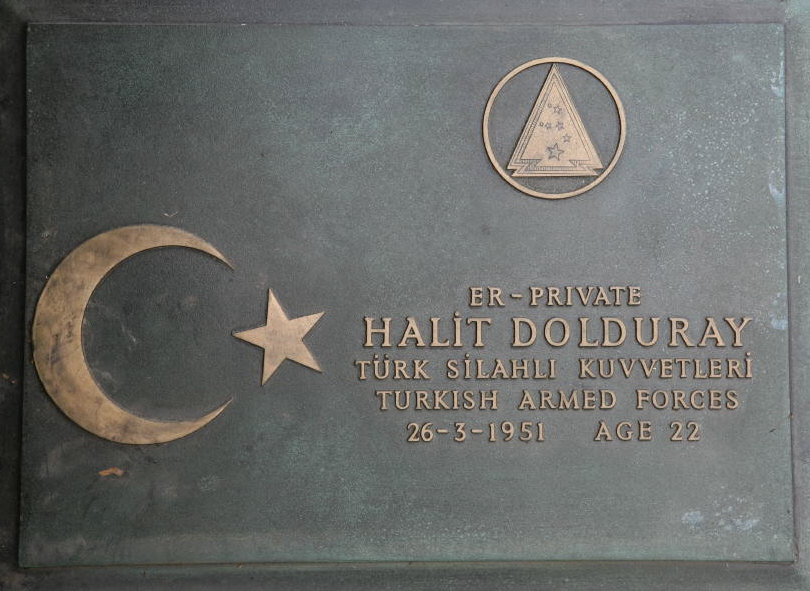 ER-PRIVATE
HALİT DOLDURAY
TÜRK SİLAHLI KUVVETLERİ
TURKISH ARMED FORCES
26-3-1951 AGE 22